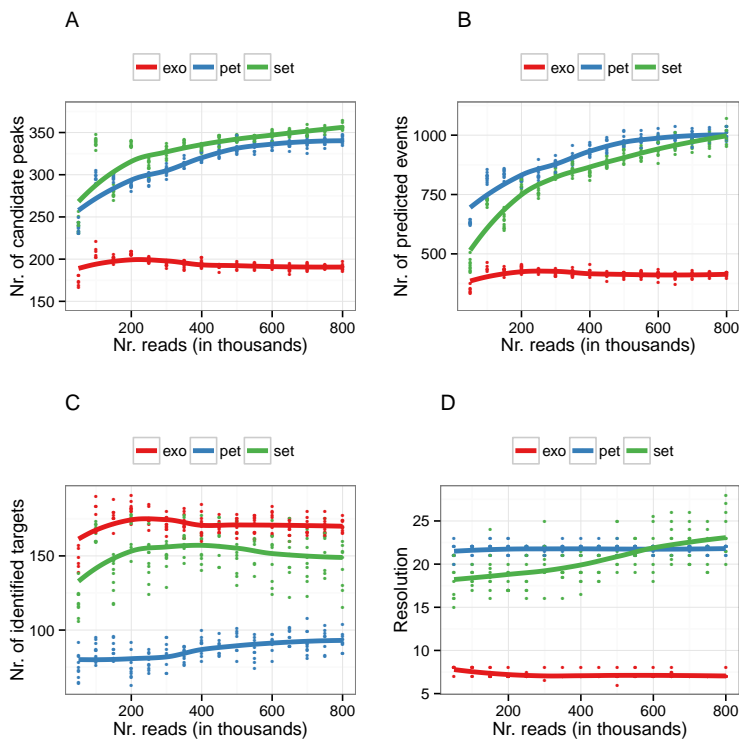 A
exo pet set
Nr. of candidate peaks
350
300
250
200
150
200 400 600 800
Nr. reads (in thousands)
B
exo pet set
Nr. of predicted events
1000
750
500
200 400 600 800
Nr. reads (in thousands)
C
exo pet set
Nr. of identified targets
150
100
200 400 600 800
Nr. reads (in thousands)
D
exo pet set
Resolution
25
20
15
10
5
200 400 600 800
Nr. reads (in thousands)